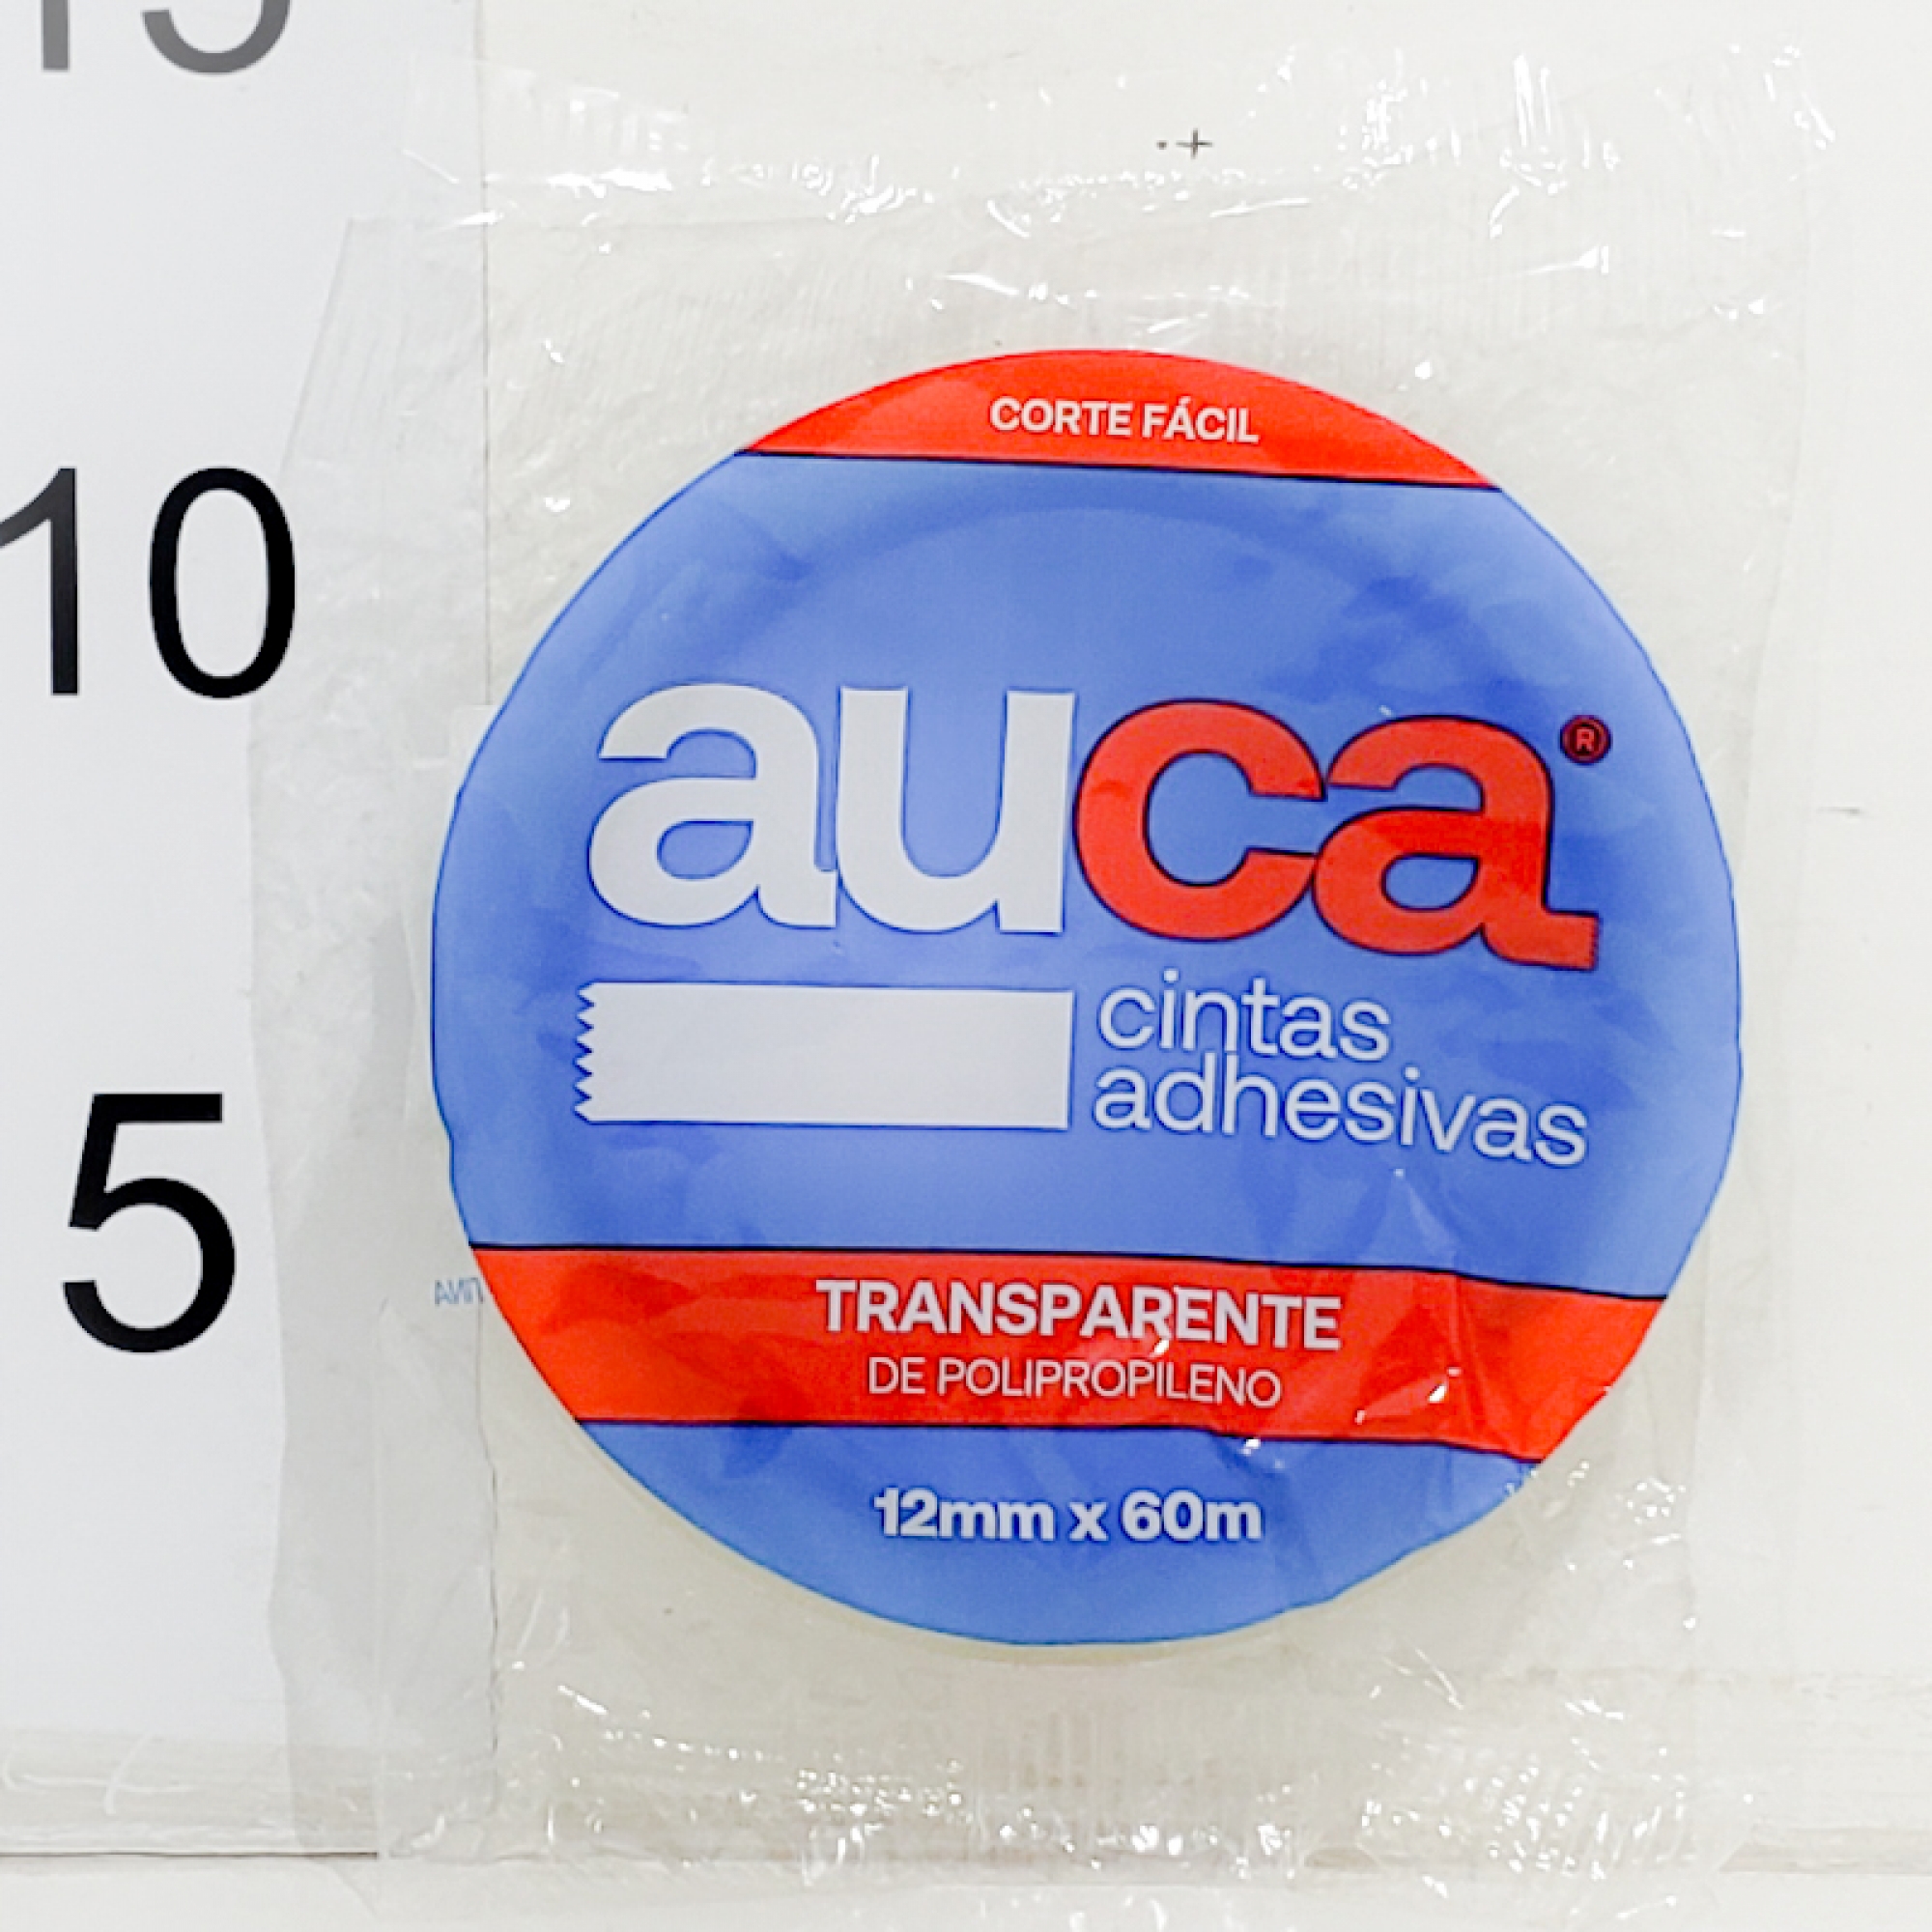 15
10
5
CORTE FÁCIL
auca®
cintas
adhesivas
TRANSPARENTE
DE POLIPROPILENO
12mm x 60m